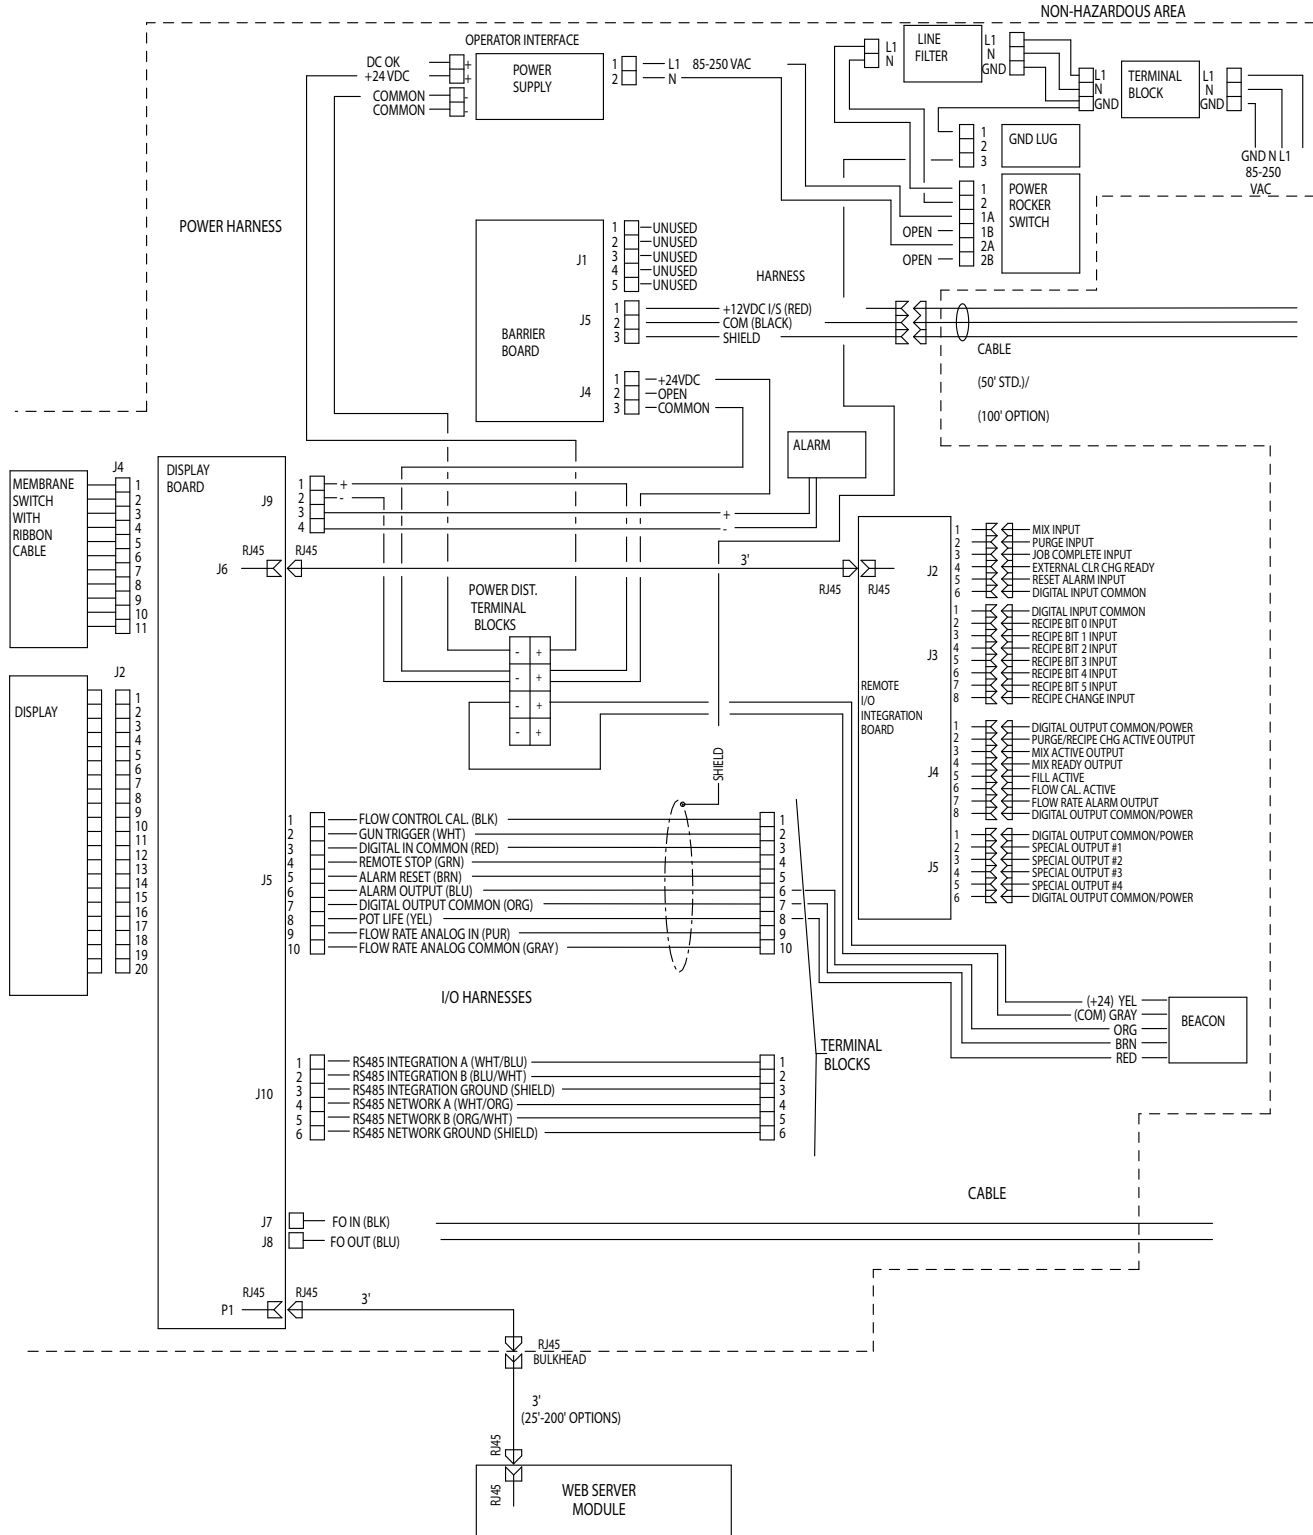 NON-HAZARDOUS AREA
OPERATOR INTERFACE
DC OK
+24 VDC
COMMON
COMMON
+
+
-
-
POWER
SUPPLY
1
2
L1 85-250 VAC
N
L1
N
LINE
FILTER
L1
N
GND
L1
N
GND
TERMINAL
BLOCK
L1
N
GND
GND N L1
85-250
VAC
1
2
3
GND LUG
1
2
1A
1B
2A
2B
OPEN
OPEN
POWER
ROCKER
SWITCH
POWER HARNESS
BARRIER
BOARD
J1
1 UNUSED
2 UNUSED
3 UNUSED
4 UNUSED
5 UNUSED
HARNESS
J5
1 +12VDC I/S (RED)
2 COM (BLACK)
3 SHIELD
CABLE
(50' STD.)/
(100' OPTION)
J4
1 +24VDC
2 OPEN
3 COMMON
ALARM
MEMBRANE
SWITCH
WITH
RIBBON
CABLE
J4
1
2
3
4
5
6
7
8
9
10
11
DISPLAY
BOARD
J9
1 +
2 -
3
4
+
-
RJ45
RJ45
J6
3'
RJ45
RJ45
POWER DIST.
TERMINAL
BLOCKS
- +
- +
- +
- +
J2
1 MIX INPUT
2 PURGE INPUT
3 JOB COMPLETE INPUT
4 EXTERNAL CLR CHG READY
5 RESET ALARM INPUT
6 DIGITAL INPUT COMMON
J3
1 DIGITAL INPUT COMMON
2 RECIPE BIT 0 INPUT
3 RECIPE BIT 1 INPUT
4 RECIPE BIT 2 INPUT
5 RECIPE BIT 3 INPUT
6 RECIPE BIT 4 INPUT
7 RECIPE BIT 5 INPUT
8 RECIPE CHANGE INPUT
REMOTE
I/O
INTEGRATION
BOARD
J4
1 DIGITAL OUTPUT COMMON/POWER
2 PURGE/RECIPE CHG ACTIVE OUTPUT
3 MIX ACTIVE OUTPUT
4 MIX READY OUTPUT
5 FILL ACTIVE
6 FLOW CAL. ACTIVE
7 FLOW RATE ALARM OUTPUT
8 DIGITAL OUTPUT COMMON/POWER
J5
1 DIGITAL OUTPUT COMMON/POWER
2 SPECIAL OUTPUT #1
3 SPECIAL OUTPUT #2
4 SPECIAL OUTPUT #3
5 SPECIAL OUTPUT #4
6 DIGITAL OUTPUT COMMON/POWER
DISPLAY
J2
1
2
3
4
5
6
7
8
9
10
11
12
13
14
15
16
17
18
19
20
SHIELD
J5
1 FLOW CONTROL CAL. (BLK) 1
2 GUN TRIGGER (WHT) 2
3 DIGITAL IN COMMON (RED) 3
4 REMOTE STOP (GRN) 4
5 ALARM RESET (BRN) 5
6 ALARM OUTPUT (BLU) 6
7 DIGITAL OUTPUT COMMON (ORG) 7
8 POT LIFE (YEL) 8
9 FLOW RATE ANALOG IN (PUR) 9
10 FLOW RATE ANALOG COMMON (GRAY) 10
I/O HARNESSES
(+24) YEL
(COM) GRAY
ORG
BRN
RED
BEACON
TERMINAL
BLOCKS
J10
1 RS485 INTEGRATION A (WHT/BLU) 1
2 RS485 INTEGRATION B (BLU/WHT) 2
3 RS485 INTEGRATION GROUND (SHIELD) 3
4 RS485 NETWORK A (WHT/ORG) 4
5 RS485 NETWORK B (ORG/WHT) 5
6 RS485 NETWORK GROUND (SHIELD) 6
CABLE
J7 FO IN (BLK)
J8 FO OUT (BLU)
RJ45
RJ45
P1
3'
RJ45
BULKHEAD
3'
(25'-200' OPTIONS)
RJ45
RJ45
WEB SERVER
MODULE